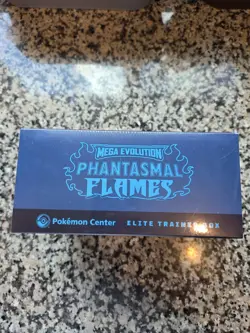 MEGA EVOLUTION
PHANTASMAL
FLAMES
Pokémon Center ELITE TRAINER BOX